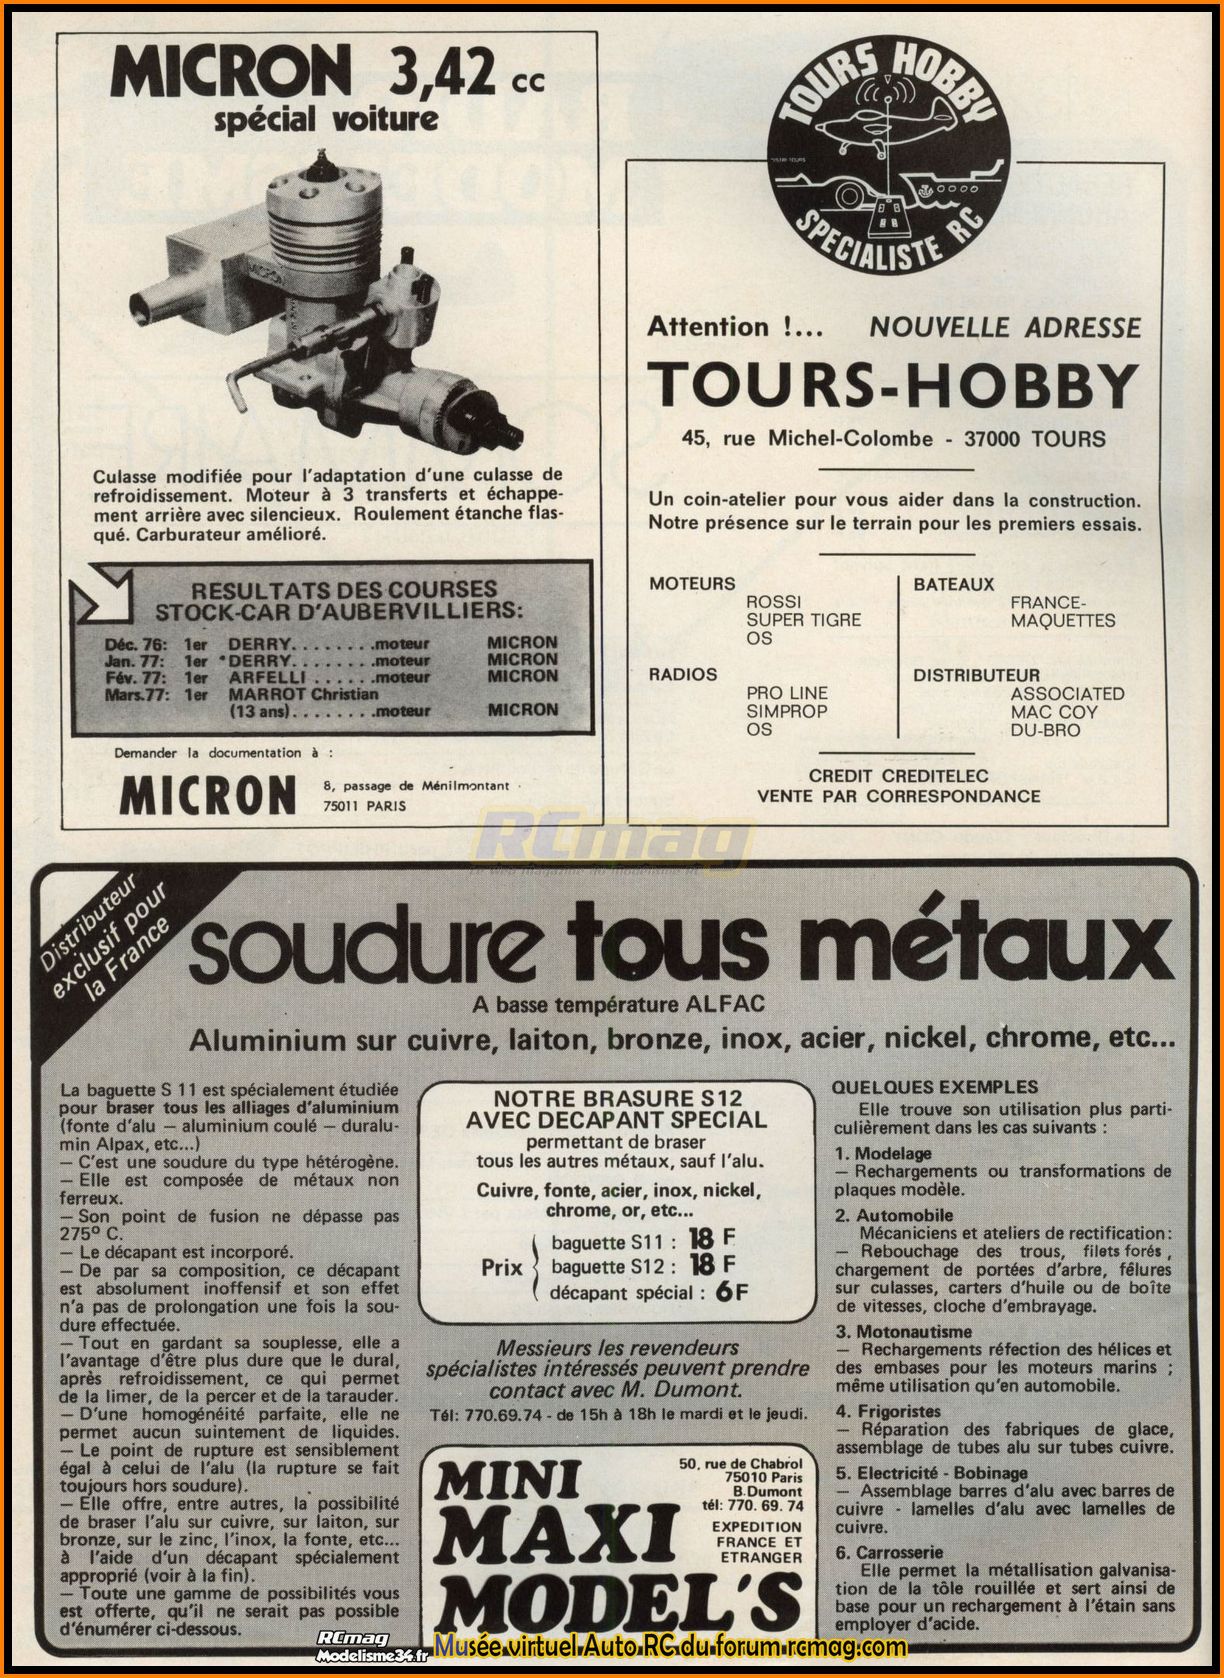 MICRON 3,42 cc
spécial voiture
MICRON
Culasse modifiée pour l'adaptation d'une culasse de
refroidissement. Moteur à 3 transferts et échappe-
ment arrière avec silencieux. Roulement étanche flas-
qué. Carburateur amélioré.
RESULTATS DES COURSES
STOCK-CAR D'AUBERVILLIERS:
Déc. 76: 1er DERRY........moteur MICRON
Jan. 77: 1er DERRY........moteur MICRON
Fév. 77: 1er ARFELLI ......moteur MICRON
Mars.77: 1er MARROT Christian
(13 ans)........moteur MICRON
Demander la documentation à :
MICRON
8, passage de Ménilmontant
75011 PARIS
TOURS HOBBY
SPECIALISTE RC
Attention !... NOUVELLE ADRESSE
TOURS-HOBBY
45, rue Michel-Colombe - 37000 TOURS
Un coin-atelier pour vous aider dans la construction.
Notre présence sur le terrain pour les premiers essais.
MOTEURS
ROSSI
SUPER TIGRE
OS
RADIOS
PRO LINE
SIMPROP
OS
BATEAUX
FRANCE-
MAQUETTES
DISTRIBUTEUR
ASSOCIATED
MAC COY
DU-BRO
CREDIT CREDITELEC
VENTE PAR CORRESPONDANCE
RCmag
Distributeur
exclusif pour
la France
soudure tous métaux
A basse température ALFAC
Aluminium sur cuivre, laiton, bronze, inox, acier, nickel, chrome, etc...
La baguette S 11 est spécialement étudiée
pour braser tous les alliages d'aluminium
(fonte d'alu — aluminium coulé — duralu-
min Alpax, etc...)
— C'est une soudure du type hétérogène.
— Elle est composée de métaux non
ferreux.
— Son point de fusion ne dépasse pas
275º C.
— Le décapant est incorporé.
— De par sa composition, ce décapant
est absolument inoffensif et son effet
n'a pas de prolongation une fois la sou-
dure effectuée.
— Tout en gardant sa souplesse, elle a
l'avantage d'être plus dure que le dural,
après refroidissement, ce qui permet
de la limer, de la percer et de la tarauder.
— D'une homogénéité parfaite, elle ne
permet aucun suintement de liquides.
— Le point de rupture est sensiblement
égal à celui de l'alu (la rupture se fait
toujours hors soudure).
— Elle offre, entre autres, la possibilité
de braser l'alu sur cuivre, sur laiton, sur
bronze, sur le zinc, l'inox, la fonte, etc...
à l'aide d'un décapant spécialement
approprié (voir à la fin).
— Toute une gamme de possibilités vous
est offerte, qu'il ne serait pas possible
d'énumérer ci-dessous.
NOTRE BRASURE S12
AVEC DECAPANT SPECIAL
permettant de braser
tous les autres métaux, sauf l'alu.
Cuivre, fonte, acier, inox, nickel,
chrome, or, etc...
Prix
baguette S11 : 18 F
baguette S12 : 18 F
décapant spécial : 6F
Messieurs les revendeurs
spécialistes intéressés peuvent prendre
contact avec M. Dumont.
Tél: 770.69.74 - de 15h à 18h le mardi et le jeudi.
MINI
MAXI
MODEL'S
50, rue de Chabrol
75010 Paris
B.Dumont
tél: 770. 69. 74
EXPEDITION
FRANCE ET
ETRANGER
QUELQUES EXEMPLES
Elle trouve son utilisation plus parti-
culièrement dans les cas suivants :
1. Modelage
— Rechargements ou transformations de
plaques modèle.
2. Automobile
Mécaniciens et ateliers de rectification:
— Rebouchage des trous, filets forés,
chargement de portées d'arbre, fêlures
sur culasses, carters d'huile ou de boîte
de vitesses, cloche d'embrayage.
3. Motonautisme
— Rechargements réfection des hélices et
des embases pour les moteurs marins ;
même utilisation qu'en automobile.
4. Frigoristes
— Réparation des fabriques de glace,
assemblage de tubes alu sur tubes cuivre.
5. Electricité - Bobinage
— Assemblage barres d'alu avec barres de
cuivre - lamelles d'alu avec lamelles de
cuivre.
6. Carrosserie
Elle permet la métallisation galvanisa-
tion de la tôle rouillée et sert ainsi de
base pour un rechargement à l'étain sans
employer d'acide.
RCmag
Modelisme34.fr
Musée virtuel Auto RC du forum rcmag.com